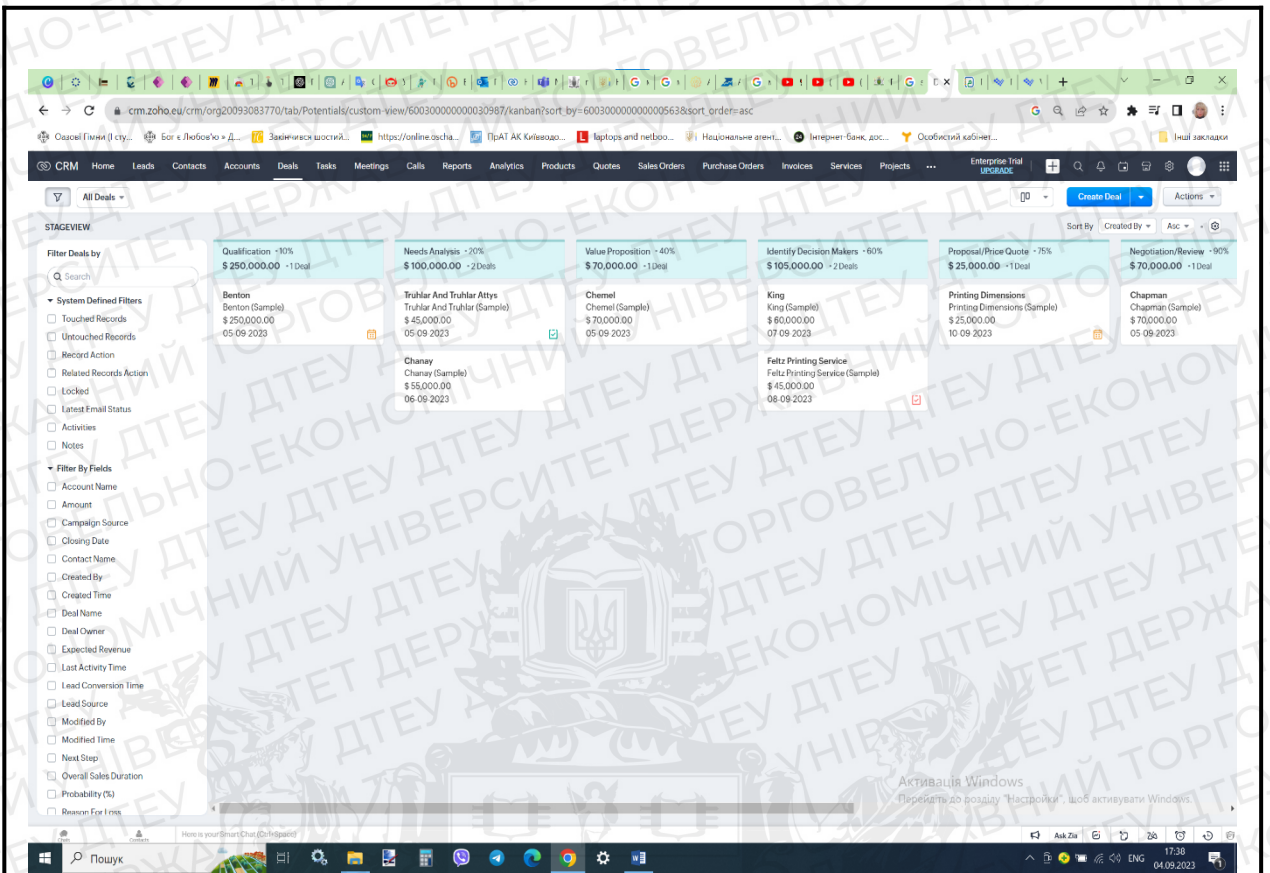 crm.zoho.eu/crm/org20093083770/tab/Potentials/custom-view/600300000000030987/kanban?sort_by=600300000000000563&sort_order=asc
Оазові Гімни (І сту... Бог є Любов'ю » Д... Закінчився шостий... https://online.oscha... ПрАТ АК Київводо... laptops and netboo... Національне агент... Інтернет-банк, дос... Особистий кабінет... Інші закладки
CRM Home Leads Contacts Accounts Deals Tasks Meetings Calls Reports Analytics Products Quotes Sales Orders Purchase Orders Invoices Services Projects ... Enterprise Trial
UPGRADE
All Deals Create Deal Actions
STAGEVIEW Sort By Created By Asc
Filter Deals by
Search
System Defined Filters
Touched Records
Untouched Records
Record Action
Related Records Action
Locked
Latest Email Status
Activities
Notes
Filter By Fields
Account Name
Amount
Campaign Source
Closing Date
Contact Name
Created By
Created Time
Deal Name
Deal Owner
Expected Revenue
Last Activity Time
Lead Conversion Time
Lead Source
Modified By
Modified Time
Next Step
Overall Sales Duration
Probability (%)
Reason For Loss
Qualification - 10%
$ 250,000.00 - 1 Deal
Benton
Benton (Sample)
$ 250,000.00
05-09-2023
Needs Analysis - 20%
$ 100,000.00 - 2 Deals
Truhlar And Truhlar Attys
Truhlar And Truhlar (Sample)
$ 45,000.00
05-09-2023
Chanay
Chanay (Sample)
$ 55,000.00
06-09-2023
Value Proposition - 40%
$ 70,000.00 - 1 Deal
Chemel
Chemel (Sample)
$ 70,000.00
05-09-2023
Identify Decision Makers - 60%
$ 105,000.00 - 2 Deals
King
King (Sample)
$ 60,000.00
07-09-2023
Feltz Printing Service
Feltz Printing Service (Sample)
$ 45,000.00
08-09-2023
Proposal/Price Quote - 75%
$ 25,000.00 - 1 Deal
Printing Dimensions
Printing Dimensions (Sample)
$ 25,000.00
10-09-2023
Negotiation/Review - 90%
$ 70,000.00 - 1 Deal
Chapman
Chapman (Sample)
$ 70,000.00
05-09-2023
Активація Windows
Перейдіть до розділу "Настройки", щоб активувати Windows.
Chats Contacts Here is your Smart Chat (Ctrl+Space) Ask Zia
Пошук ENG 17:38
04.09.2023